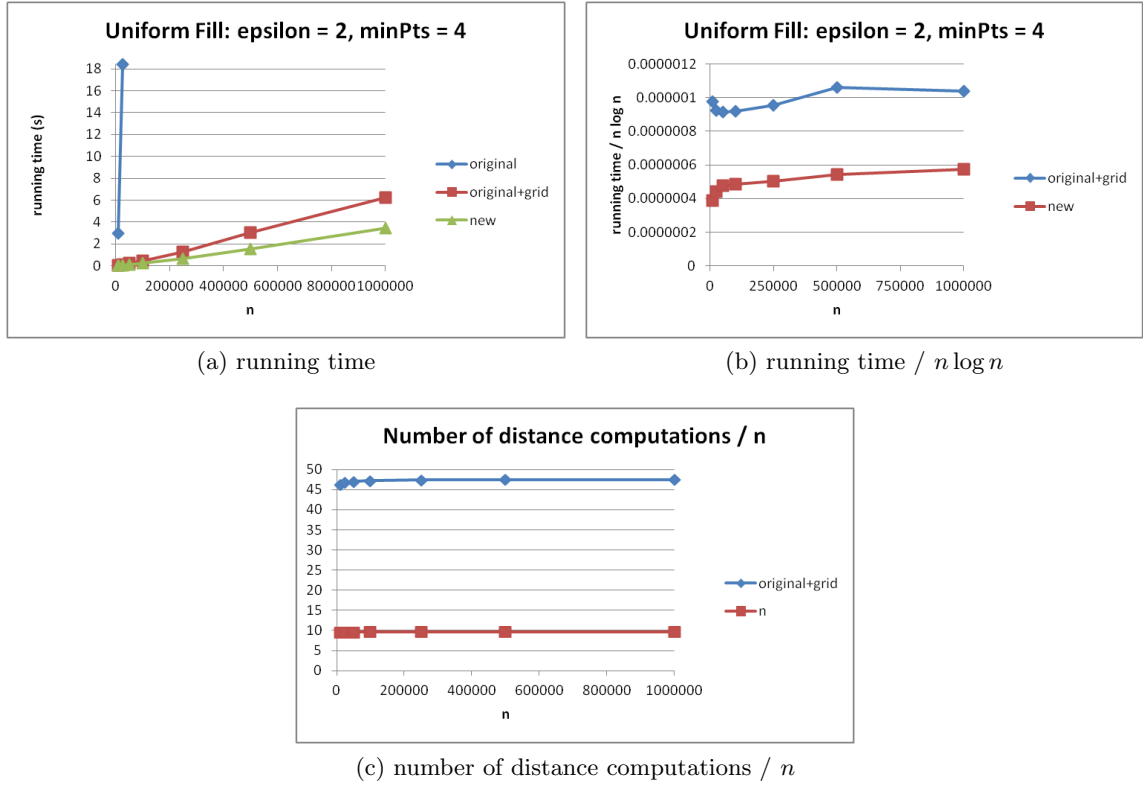 Uniform Fill: epsilon = 2, minPts = 4
running time (s)
18
16
14
12
10
8
6
4
2
0
0 200000 400000 600000 800000 1000000
n
original
original+grid
new
(a) running time
Uniform Fill: epsilon = 2, minPts = 4
running time / n log n
0.0000012
0.000001
0.0000008
0.0000006
0.0000004
0.0000002
0
0 250000 500000 750000 1000000
n
original+grid
new
(b) running time / n log n
Number of distance computations / n
50
45
40
35
30
25
20
15
10
5
0
0 200000 400000 600000 800000 1000000
n
original+grid
n
(c) number of distance computations / n